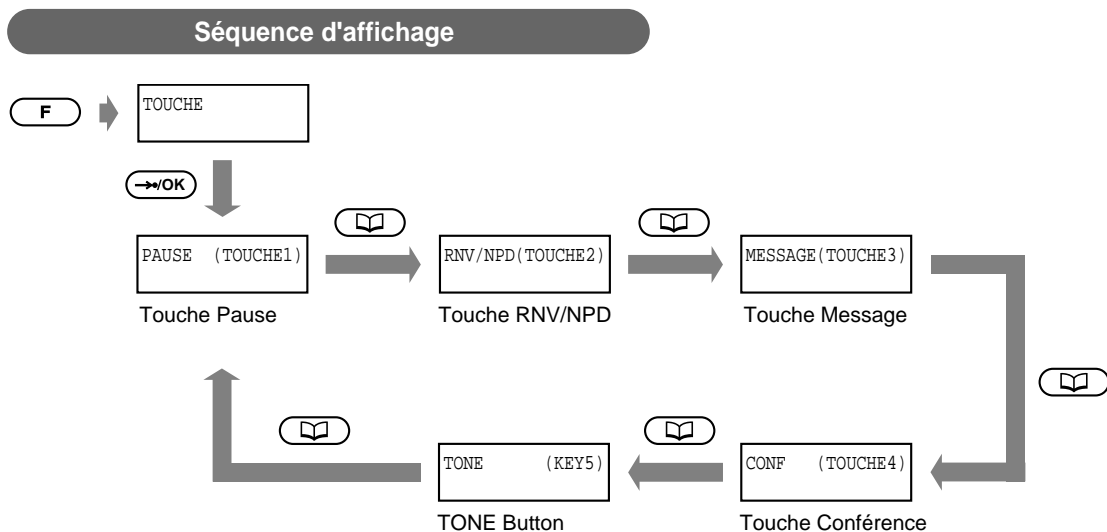 Séquence d'affichage
F
TOUCHE
→•/OK
PAUSE (TOUCHE1)
RNV/NPD(TOUCHE2)
MESSAGE(TOUCHE3)
Touche Pause
Touche RNV/NPD
Touche Message
TONE (KEY5)
CONF (TOUCHE4)
TONE Button
Touche Conférence